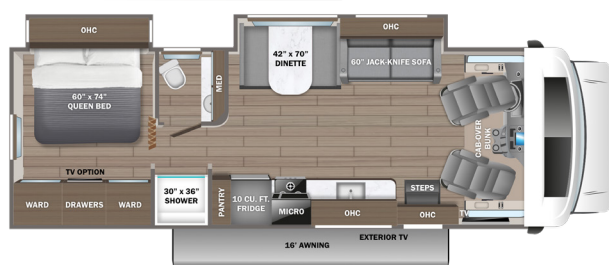 OHC
OHC
42" x 70"
DINETTE
60" JACK-KNIFE SOFA
MED
60" x 74"
QUEEN BED
CAB-OVER
BUNK
TV OPTION
WARD
DRAWERS
WARD
30" x 36"
SHOWER
PANTRY
10 CU. FT.
FRIDGE
MICRO
OHC
STEPS
OHC
TV
EXTERIOR TV
16' AWNING